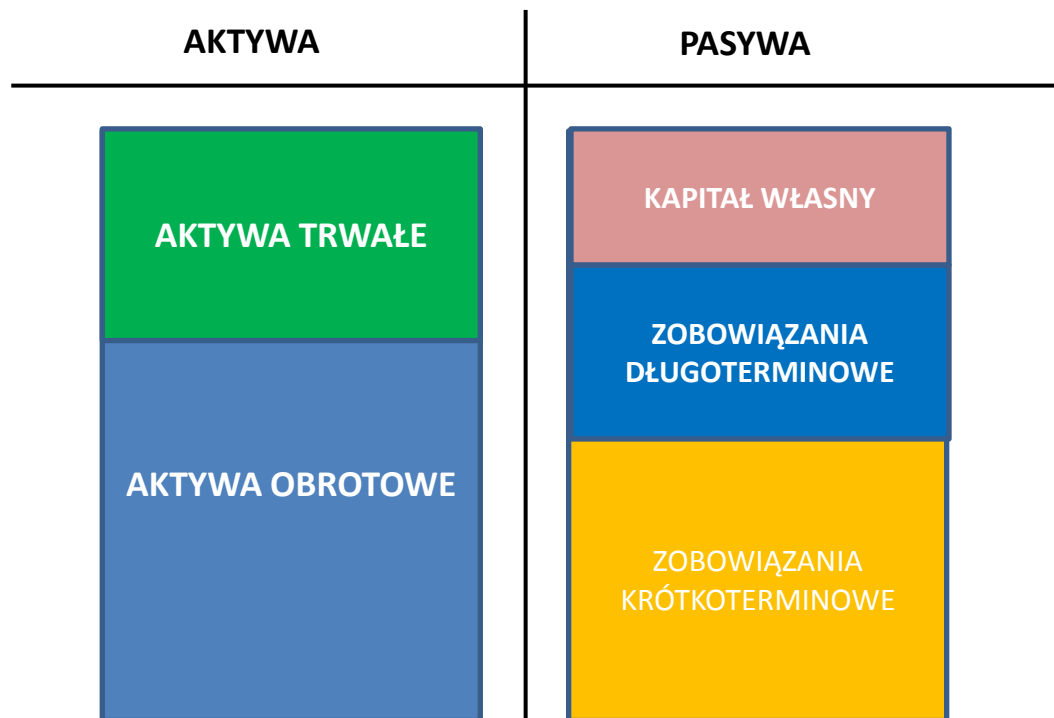 AKTYWA
PASYWA
AKTYWA TRWAŁE
AKTYWA OBROTOWE
KAPITAŁ WŁASNY
ZOBOWIĄZANIA
DŁUGOTERMINOWE
ZOBOWIĄZANIA
KRÓTKOTERMINOWE